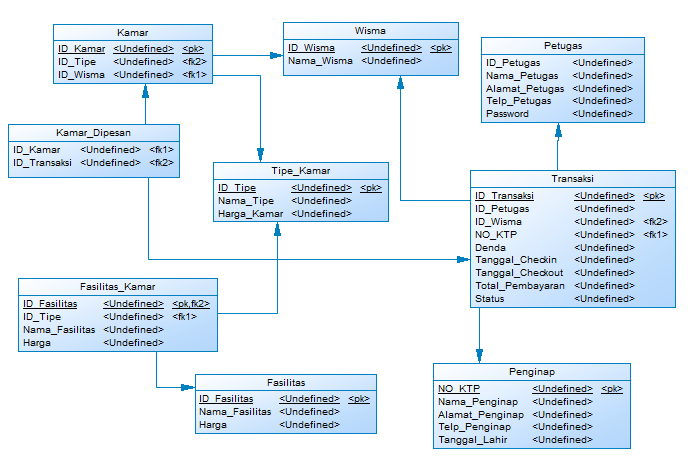 Kamar
ID_Kamar <Undefined> <pk>
ID_Tipe <Undefined> <fk2>
ID_Wisma <Undefined> <fk1>
Wisma
ID_Wisma <Undefined> <pk>
Nama_Wisma <Undefined>
Petugas
ID_Petugas <Undefined>
Nama_Petugas <Undefined>
Alamat_Petugas <Undefined>
Telp_Petugas <Undefined>
Password <Undefined>
Kamar_Dipesan
ID_Kamar <Undefined> <fk1>
ID_Transaksi <Undefined> <fk2>
Tipe_Kamar
ID_Tipe <Undefined> <pk>
Nama_Tipe <Undefined>
Harga_Kamar <Undefined>
Transaksi
ID_Transaksi <Undefined> <pk>
ID_Petugas <Undefined>
ID_Wisma <Undefined> <fk2>
NO_KTP <Undefined> <fk1>
Denda <Undefined>
Tanggal_Checkin <Undefined>
Tanggal_Checkout <Undefined>
Total_Pembayaran <Undefined>
Status <Undefined>
Fasilitas_Kamar
ID_Fasilitas <Undefined> <pk,fk2>
ID_Tipe <Undefined> <fk1>
Nama_Fasilitas <Undefined>
Harga <Undefined>
Fasilitas
ID_Fasilitas <Undefined> <pk>
Nama_Fasilitas <Undefined>
Harga <Undefined>
Penginap
NO_KTP <Undefined> <pk>
Nama_Penginap <Undefined>
Alamat_Penginap <Undefined>
Telp_Penginap <Undefined>
Tanggal_Lahir <Undefined>